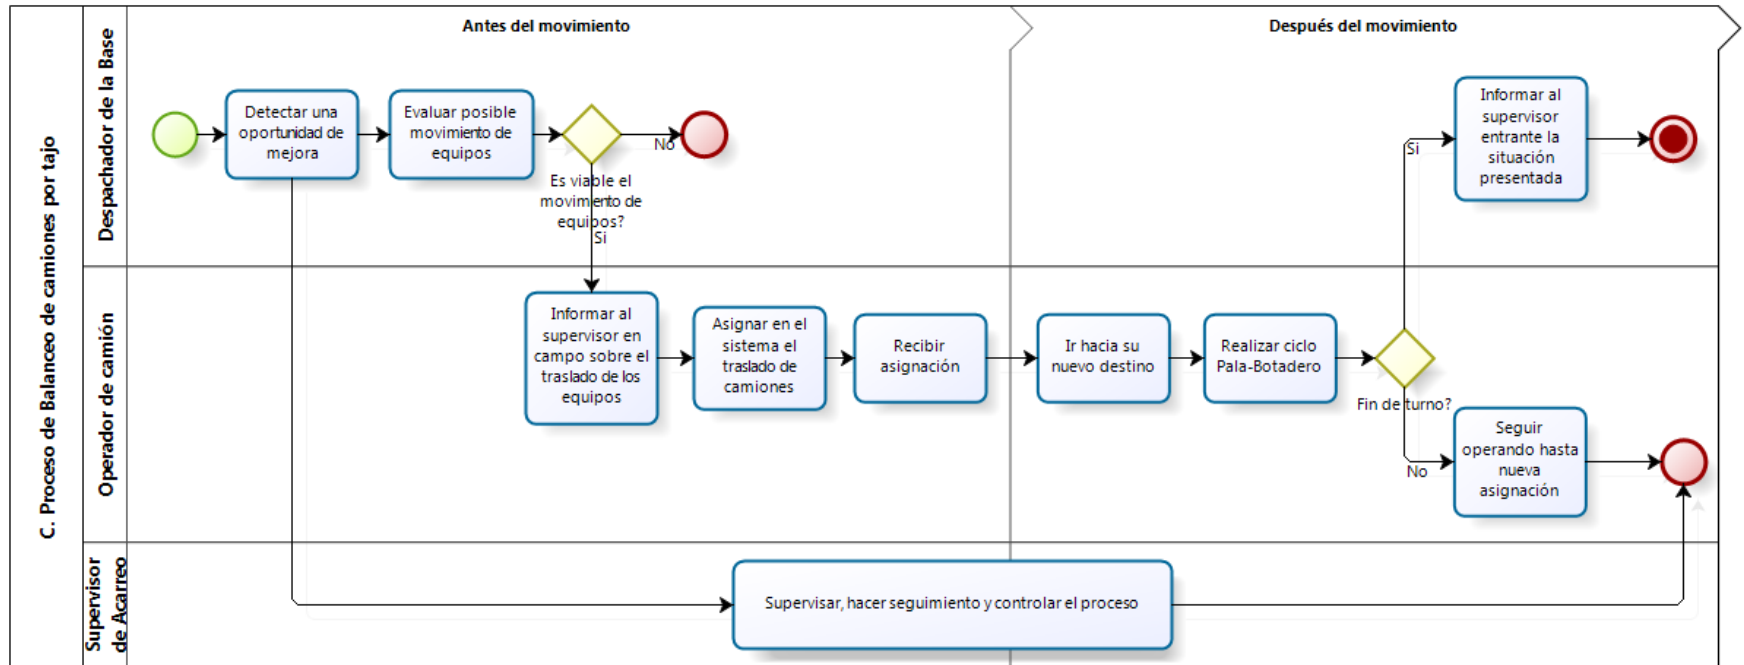 C. Proceso de Balanceo de camiones por tajo
Antes del movimiento
Después del movimiento
Despachador de la Base
Detectar una
oportunidad de
mejora
Evaluar posible
movimiento de
equipos
No
Es viable el
movimiento de
equipos?
Si
Si
Informar al
supervisor
entrante la
situación
presentada
Operador de camión
Informar al
supervisor en
campo sobre el
traslado de los
equipos
Asignar en el
sistema el
traslado de
camiones
Recibir
asignación
Ir hacia su
nuevo destino
Realizar ciclo
Pala-Botadero
Fin de turno?
No
Seguir
operando hasta
nueva
asignación
Supervisor
de Acarreo
Supervisar, hacer seguimiento y controlar el proceso